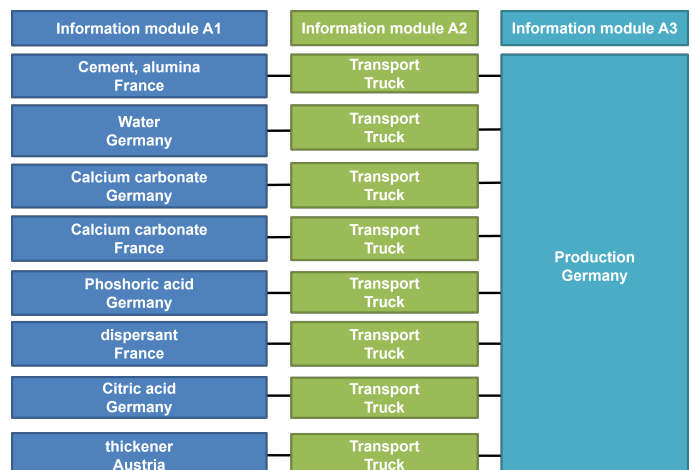 Information module A1
Information module A2
Information module A3
Cement, alumina
France
Transport
Truck
Water
Germany
Transport
Truck
Calcium carbonate
Germany
Transport
Truck
Calcium carbonate
France
Transport
Truck
Production
Germany
Phoshoric acid
Germany
Transport
Truck
dispersant
France
Transport
Truck
Citric acid
Germany
Transport
Truck
thickener
Austria
Transport
Truck